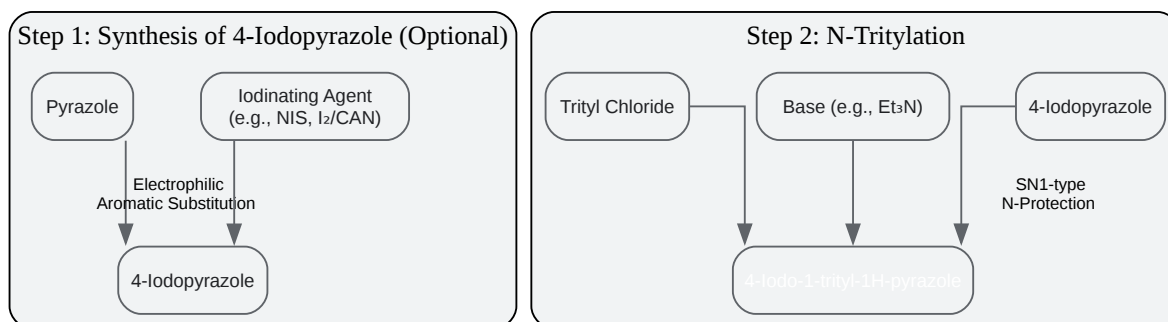 Step 1: Synthesis of 4-Iodopyrazole (Optional)
Pyrazole
Iodinating Agent
(e.g., NIS, I₂/CAN)
Electrophilic
Aromatic Substitution
4-Iodopyrazole
Step 2: N-Tritylation
Trityl Chloride
Base (e.g., Et₃N)
4-Iodopyrazole
SN1-type
N-Protection
4-Iodo-1-trityl-1H-pyrazole